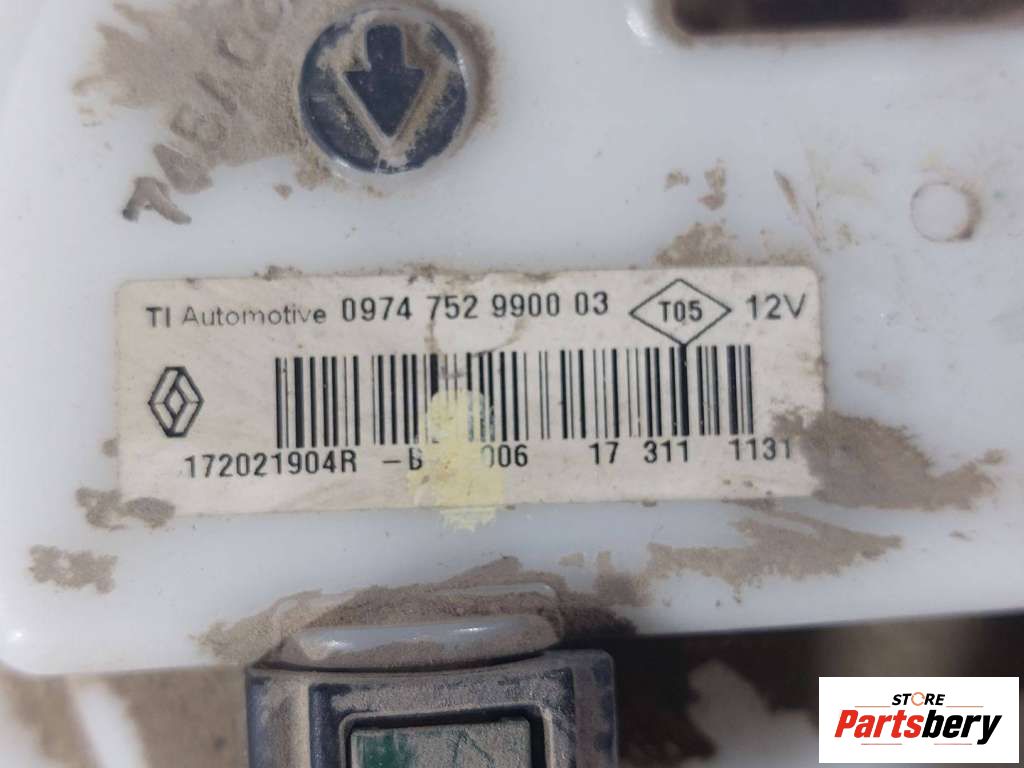 TI Automotive 0974 752 9900 03 T05 12V
172021904R 006 17 311 1131
STORE
Partsbery